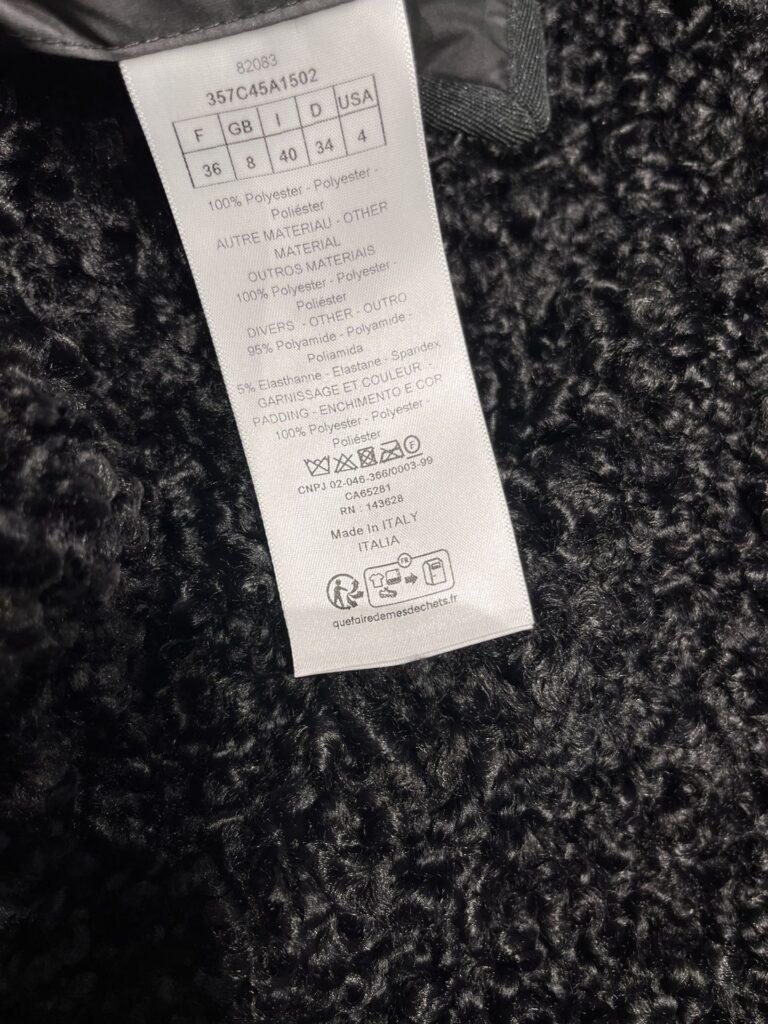 82083
357C45A1502
F GB I D USA
36 8 40 34 4
100% Polyester - Polyester -
Poliéster
AUTRE MATERIAU - OTHER
MATERIAL
OUTROS MATERIAIS
100% Polyester - Polyester -
Poliéster
DIVERS - OTHER - OUTRO
95% Polyamide - Polyamide -
Poliamida
5% Elasthanne - Elastane - Spandex
GARNISSAGE ET COULEUR -
PADDING - ENCHIMENTO E COR
100% Polyester - Polyester -
Poliéster
F
CNPJ 02-046-366/0003-99
CA65281
RN : 143628
Made In ITALY
ITALIA
FR
quefairedemesdechets.fr